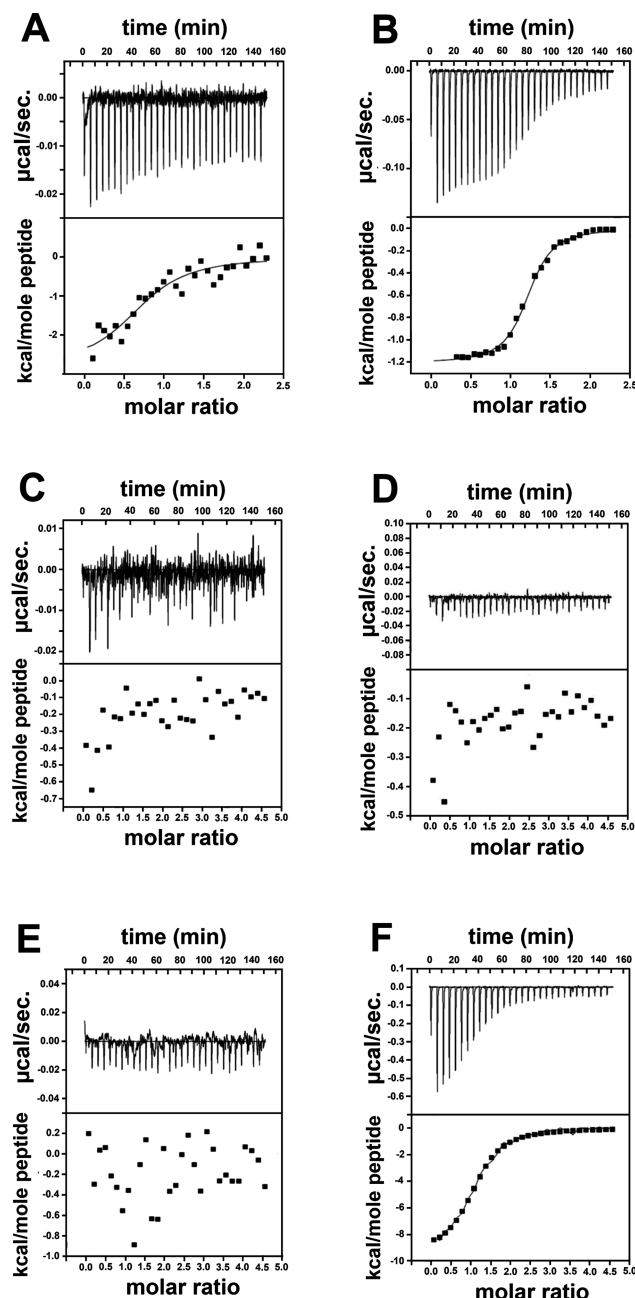 A
time (min)
0 20 40 60 80 100 120 140 160
0.00
-0.01
-0.02
µcal/sec.
0
-1
-2
kcal/mole peptide
0.0 0.5 1.0 1.5 2.0 2.5
molar ratio
B
time (min)
0 20 40 60 80 100 120 140 160
0.00
-0.05
-0.10
µcal/sec.
0.0
-0.2
-0.4
-0.6
-0.8
-1.0
-1.2
kcal/mole peptide
0.0 0.5 1.0 1.5 2.0 2.5
molar ratio
C
time (min)
0 20 40 60 80 100 120 140 160
0.01
0.00
-0.01
-0.02
µcal/sec.
0.0
-0.1
-0.2
-0.3
-0.4
-0.5
-0.6
-0.7
kcal/mole peptide
0.0 0.5 1.0 1.5 2.0 2.5 3.0 3.5 4.0 4.5 5.0
molar ratio
D
time (min)
0 20 40 60 80 100 120 140 160
0.10
0.08
0.06
0.04
0.02
0.00
-0.02
-0.04
-0.06
-0.08
µcal/sec.
-0.1
-0.2
-0.3
-0.4
-0.5
kcal/mole peptide
0.0 0.5 1.0 1.5 2.0 2.5 3.0 3.5 4.0 4.5 5.0
molar ratio
E
time (min)
0 20 40 60 80 100 120 140 160
0.04
0.02
0.00
-0.02
-0.04
µcal/sec.
0.2
0.0
-0.2
-0.4
-0.6
-0.8
-1.0
kcal/mole peptide
0.0 0.5 1.0 1.5 2.0 2.5 3.0 3.5 4.0 4.5 5.0
molar ratio
F
time (min)
0 20 40 60 80 100 120 140 160
0.1
0.0
-0.1
-0.2
-0.3
-0.4
-0.5
-0.6
µcal/sec.
0
-2
-4
-6
-8
-10
kcal/mole peptide
0.0 0.5 1.0 1.5 2.0 2.5 3.0 3.5 4.0 4.5 5.0
molar ratio